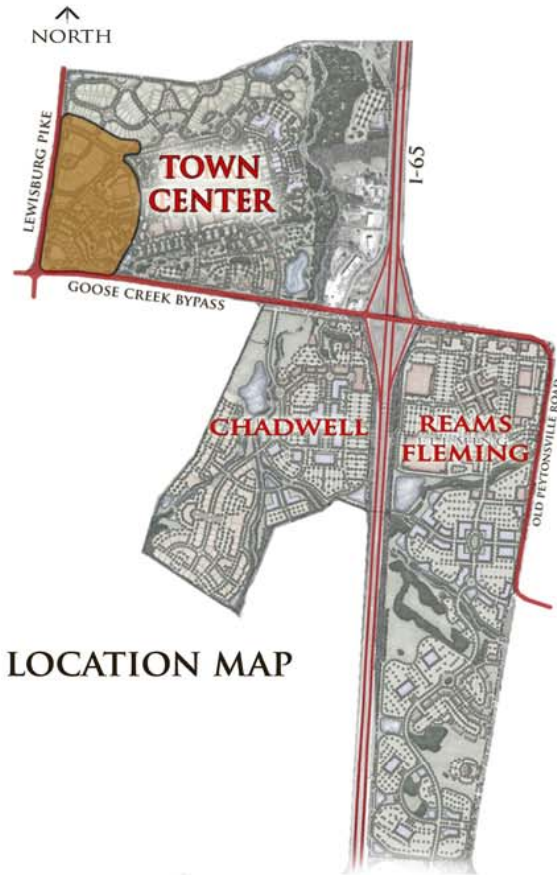 NORTH
LEWISBURG PIKE
TOWN
CENTER
I-65
GOOSE CREEK BYPASS
CHADWELL
REAMS
FLEMING
OLD PEYTONSVILLE ROAD
LOCATION MAP